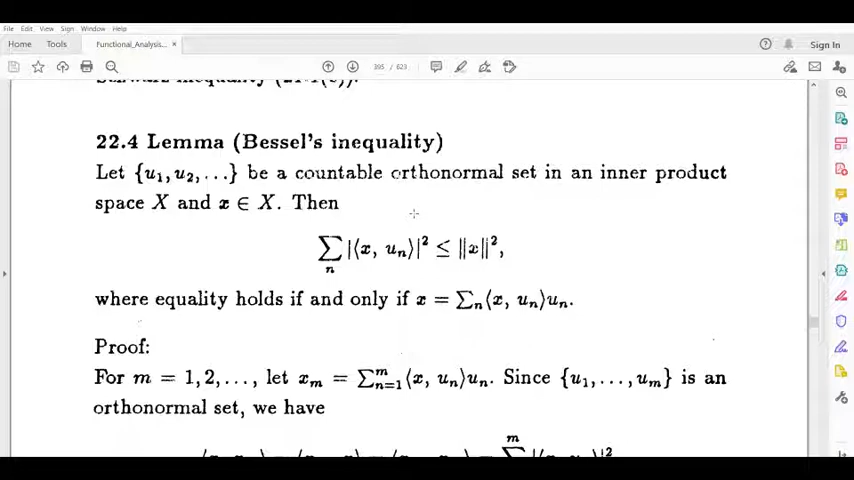 File Edit View Sign Window Help
Home Tools Functional_Analysis... × Sign In
395 / 623
22.4 Lemma (Bessel's inequality)
Let {u₁, u₂, ...} be a countable orthonormal set in an inner product
space X and x ∈ X. Then
∑ₙ |⟨x, uₙ⟩|² ≤ ‖x‖²,
where equality holds if and only if x = ∑ₙ⟨x, uₙ⟩uₙ.
Proof:
For m = 1, 2, ..., let xₘ = ∑ₙ₌₁ᵐ⟨x, uₙ⟩uₙ. Since {u₁, ..., uₘ} is an
orthonormal set, we have